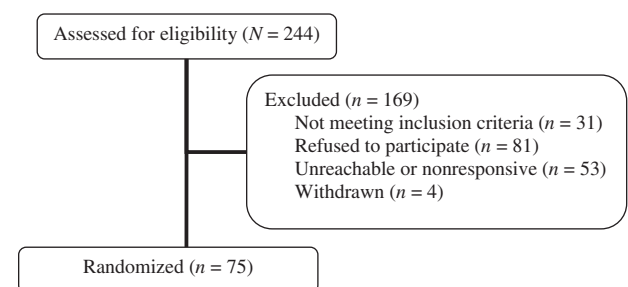 Assessed for eligibility (N = 244)
Excluded (n = 169)
Not meeting inclusion criteria (n = 31)
Refused to participate (n = 81)
Unreachable or nonresponsive (n = 53)
Withdrawn (n = 4)
Randomized (n = 75)